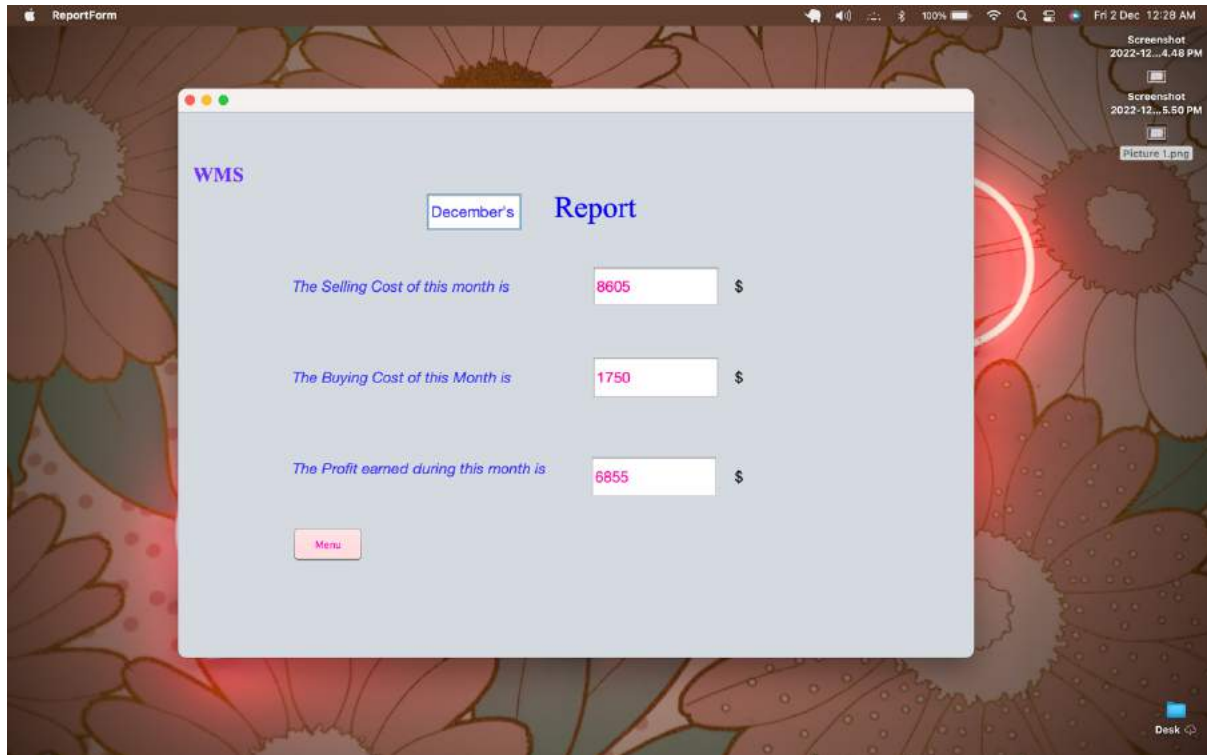 ReportForm
100%
Fri 2 Dec 12:28 AM
Screenshot
2022-12...4.48 PM
Screenshot
2022-12...5.50 PM
Picture 1.png
WMS
December's Report
The Selling Cost of this month is 8605 $
The Buying Cost of this Month is 1750 $
The Profit earned during this month is 6855 $
Menu
Desk